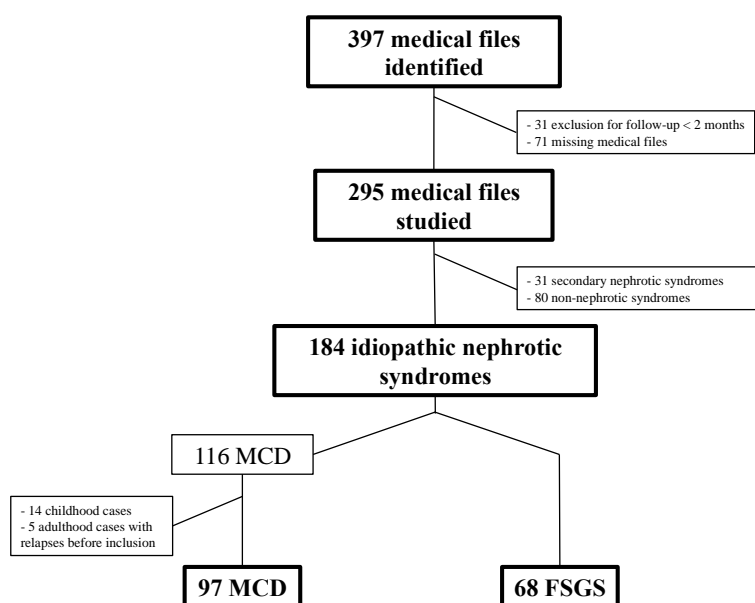 397 medical files
identified
- 31 exclusion for follow-up < 2 months
- 71 missing medical files
295 medical files
studied
- 31 secondary nephrotic syndromes
- 80 non-nephrotic syndromes
184 idiopathic nephrotic
syndromes
116 MCD
- 14 childhood cases
- 5 adulthood cases with
relapses before inclusion
97 MCD
68 FSGS